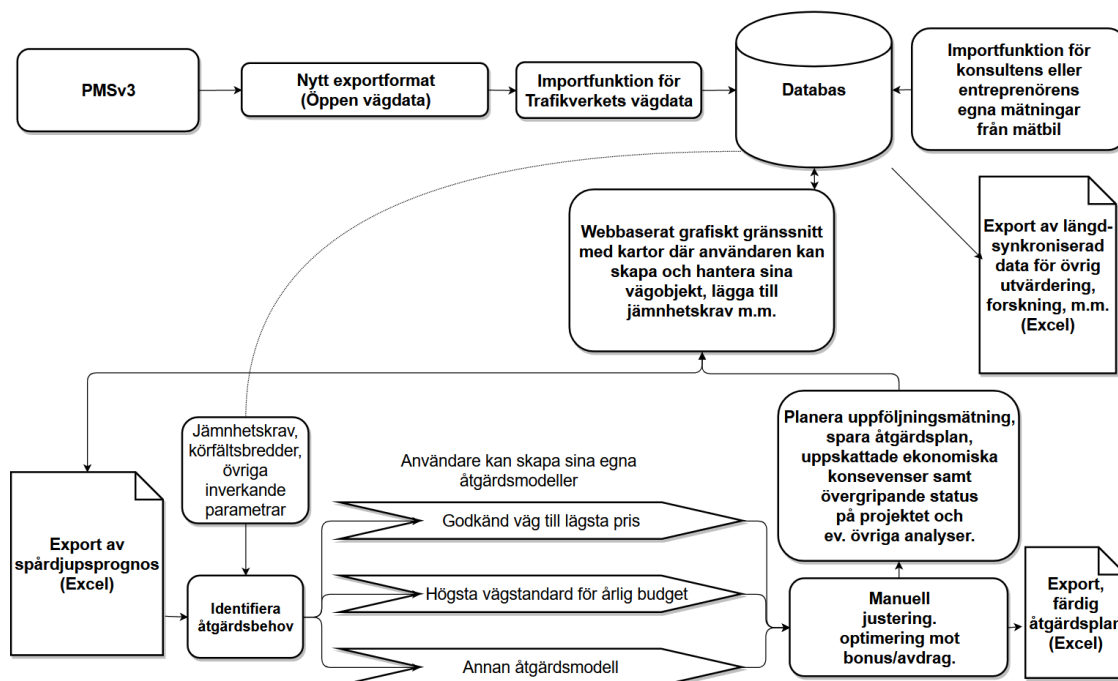 PMSv3
Nytt exportformat
(Öppen vägdata)
Importfunktion för
Trafikverkets vägdata
Databas
Importfunktion för
konsultens eller
entreprenörens
egna mätningar
från mätbil
Webbaserat grafiskt gränssnitt
med kartor där användaren kan
skapa och hantera sina
vägobjekt, lägga till
jämnhetskrav m.m.
Export av längd-
synkroniserad
data för övrig
utvärdering,
forskning, m.m.
(Excel)
Jämnhetskrav,
körfältsbredder,
övriga
inverkande
parametrar
Export av
spårdjupsprognos
(Excel)
Identifiera
åtgärdsbehov
Användare kan skapa sina egna
åtgärdsmodeller
Godkänd väg till lägsta pris
Högsta vägstandard för årlig budget
Annan åtgärdsmodell
Planera uppföljningsmätning,
spara åtgärdsplan,
uppskattade ekonomiska
konsevenser samt
övergripande status
på projektet och
ev. övriga analyser.
Manuell
justering.
optimering mot
bonus/avdrag.
Export,
färdig
åtgärdsplan
(Excel)